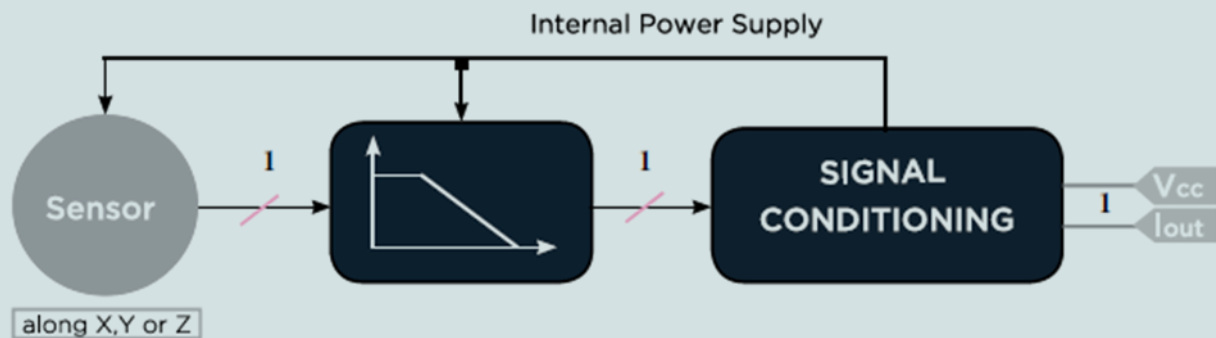 Internal Power Supply
Sensor
1
1
SIGNAL
CONDITIONING
1
Vcc
Iout
along X,Y or Z